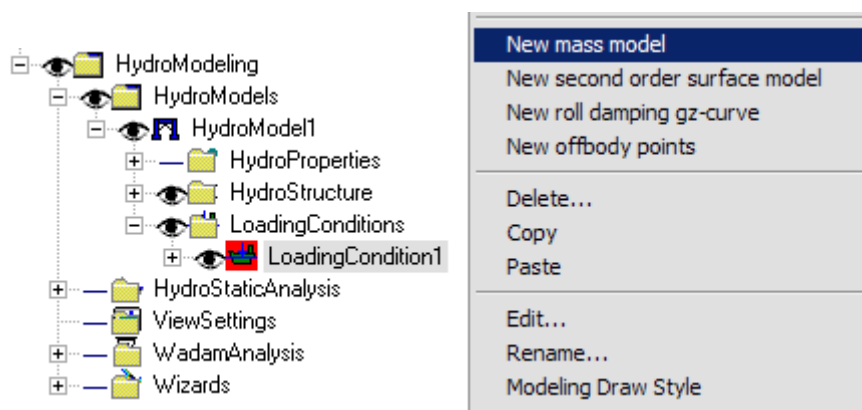 HydroModeling
HydroModels
HydroModel1
HydroProperties
HydroStructure
LoadingConditions
LoadingCondition1
HydroStaticAnalysis
ViewSettings
WadamAnalysis
Wizards
New mass model
New second order surface model
New roll damping gz-curve
New offbody points
Delete...
Copy
Paste
Edit...
Rename...
Modeling Draw Style